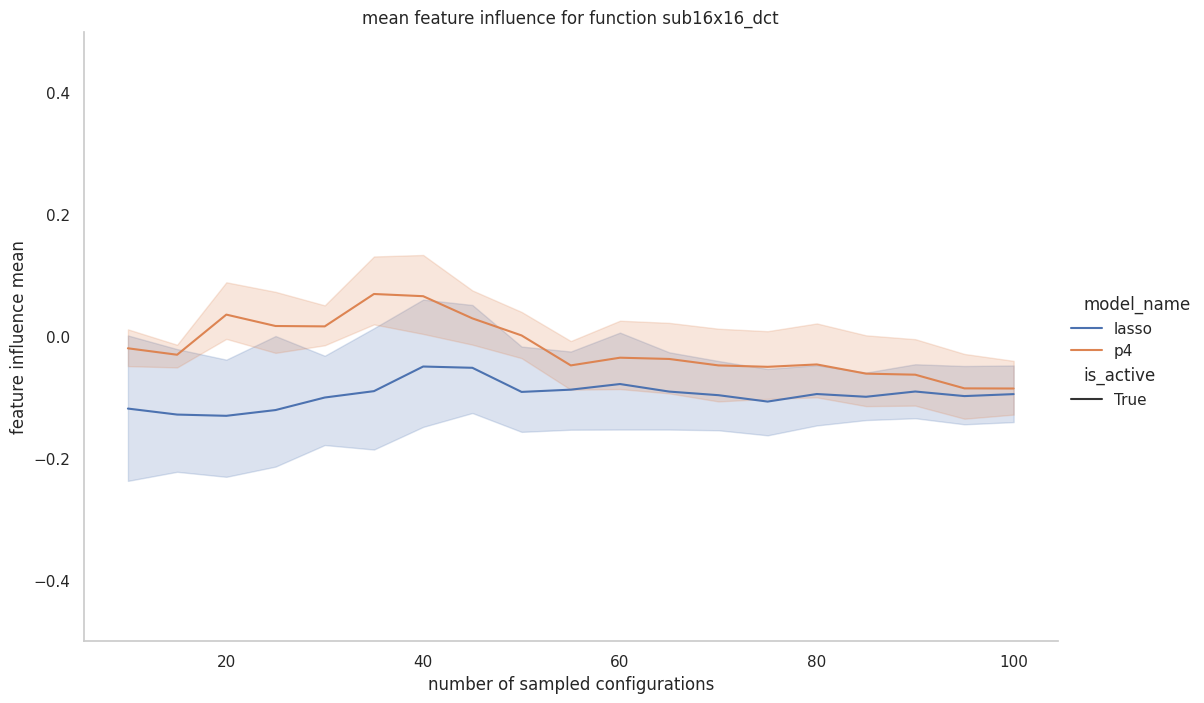 mean feature influence for function sub16x16_dct
feature influence mean
0.4
0.2
0.0
−0.2
−0.4
20
40
60
80
100
number of sampled configurations
model_name
lasso
p4
is_active
True